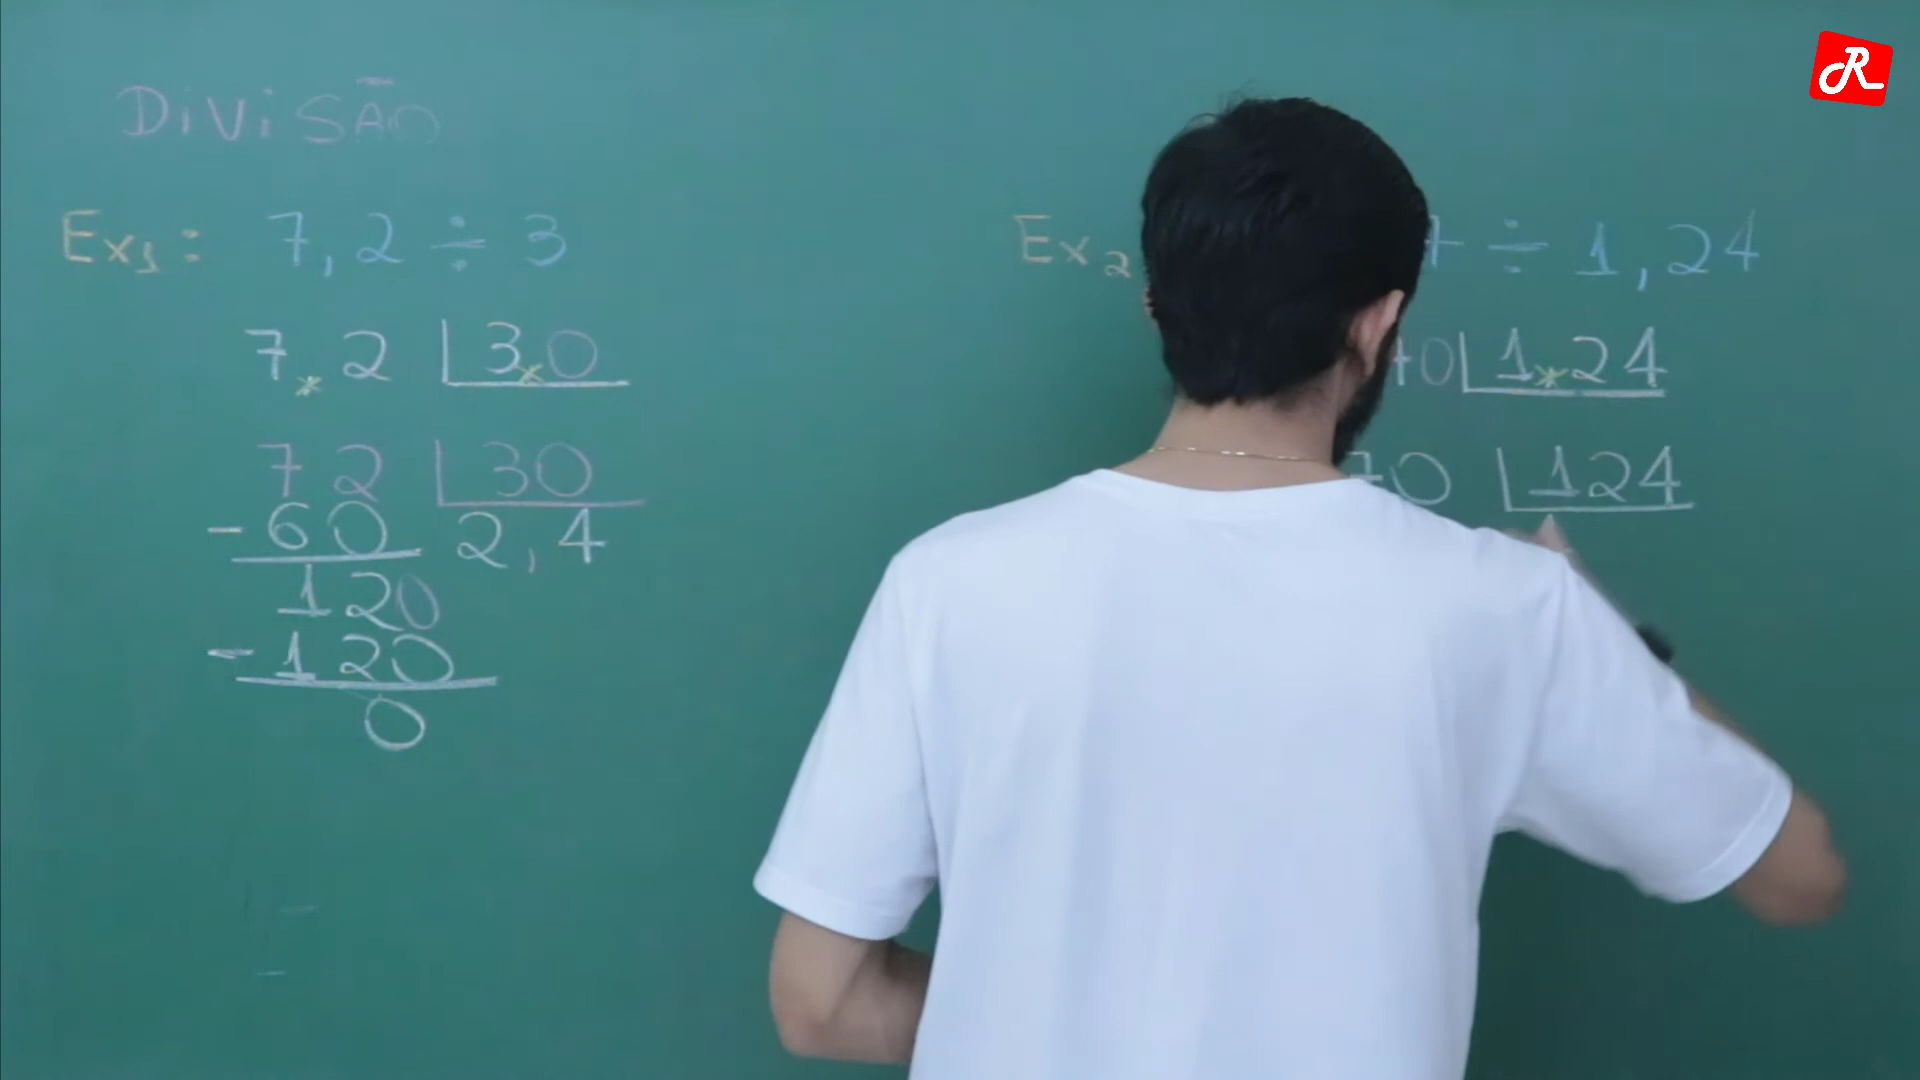 DiViSÃO
Ex1: 7,2 ÷ 3
7,2 3,0
72 30
-60 2,4
120
-120
0
Ex2 ÷ 1,24
0 1,24
70 124
R